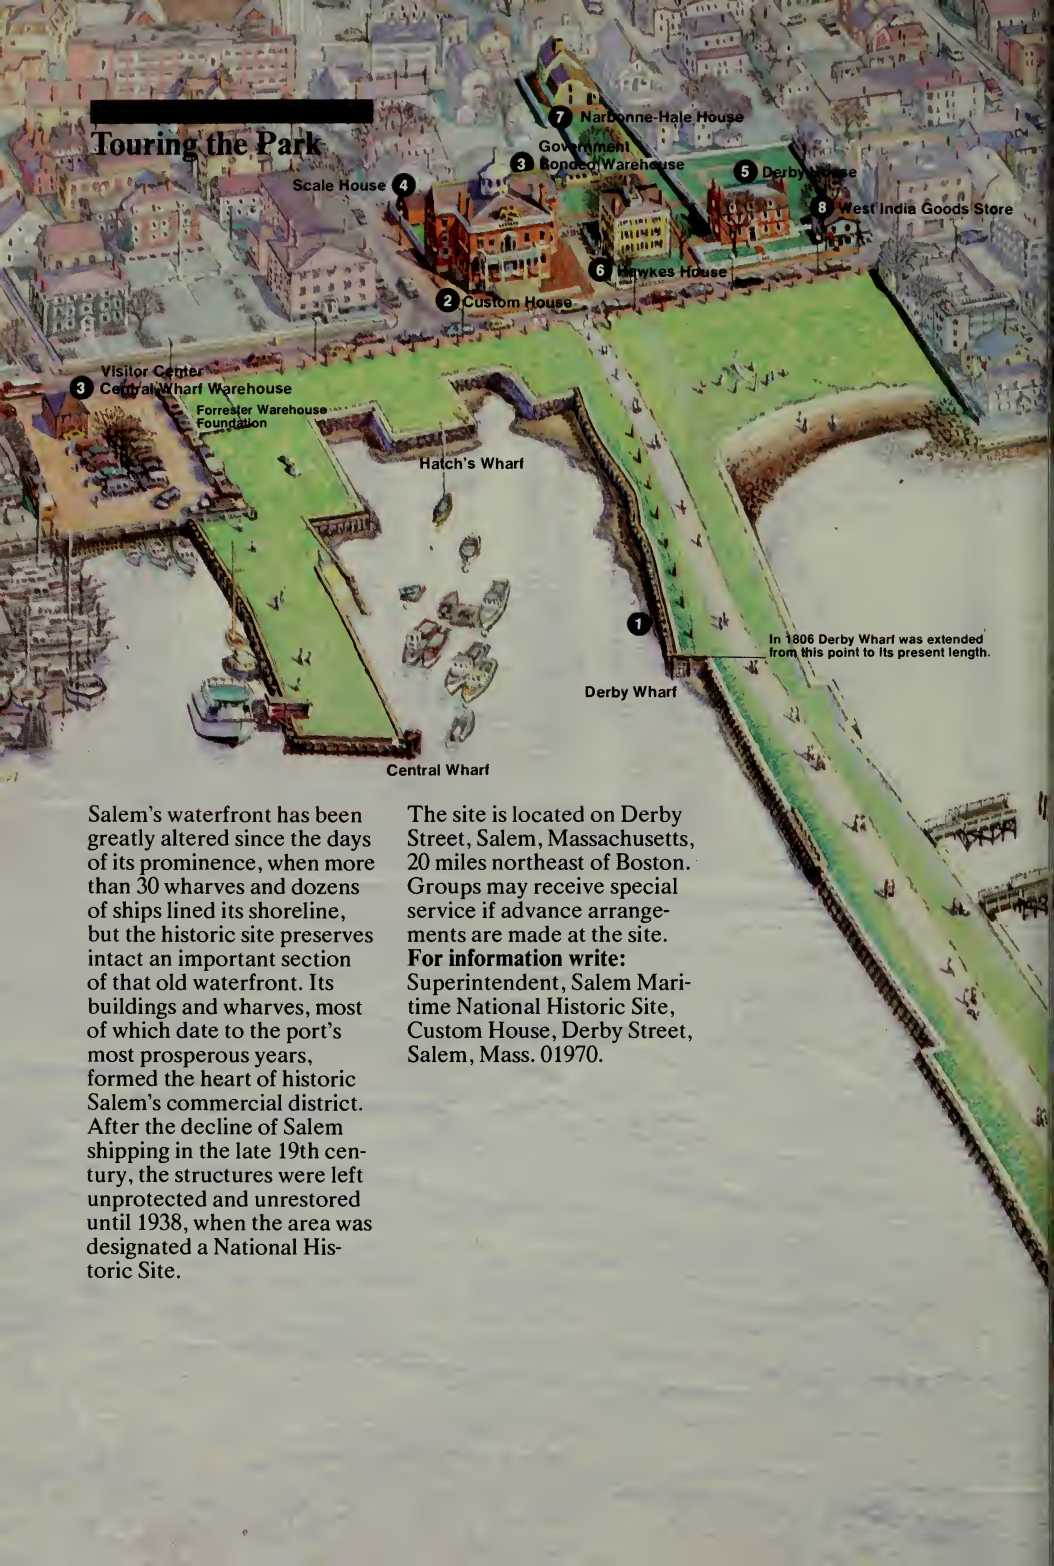 Touring the Park
7 Narbonne-Hale House
Government
3 Bonded Warehouse
5 Derby House
Scale House 4
8 West India Goods Store
6 Hawkes House
2 Custom House
Visitor Center
3 Central Wharf Warehouse
Forrester Warehouse
Foundation
Hatch's Wharf
1
In 1806 Derby Wharf was extended
from this point to its present length.
Derby Wharf
Central Wharf
Salem's waterfront has been
greatly altered since the days
of its prominence, when more
than 30 wharves and dozens
of ships lined its shoreline,
but the historic site preserves
intact an important section
of that old waterfront. Its
buildings and wharves, most
of which date to the port's
most prosperous years,
formed the heart of historic
Salem's commercial district.
After the decline of Salem
shipping in the late 19th cen-
tury, the structures were left
unprotected and unrestored
until 1938, when the area was
designated a National His-
toric Site.
The site is located on Derby
Street, Salem, Massachusetts,
20 miles northeast of Boston.
Groups may receive special
service if advance arrange-
ments are made at the site.
For information write:
Superintendent, Salem Mari-
time National Historic Site,
Custom House, Derby Street,
Salem, Mass. 01970.